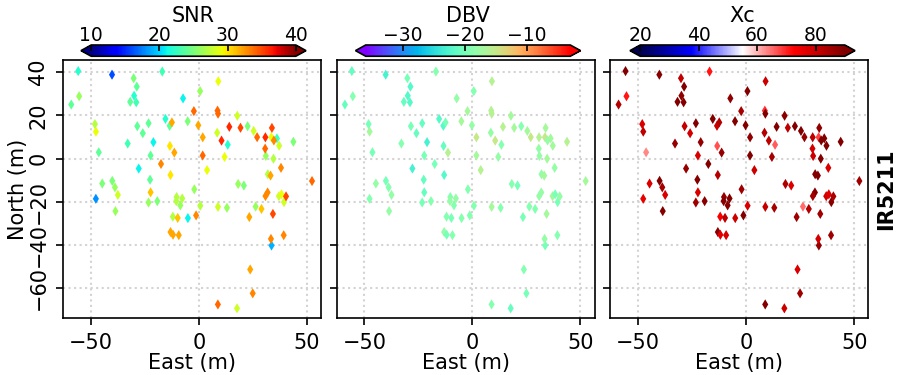 SNR DBV Xc
10 20 30 40 −30 −20 −10 20 40 60 80
North (m)
40
20
0
−20
−40
−60
−50 0 50 −50 0 50 −50 0 50
East (m) East (m) East (m)
IR5211